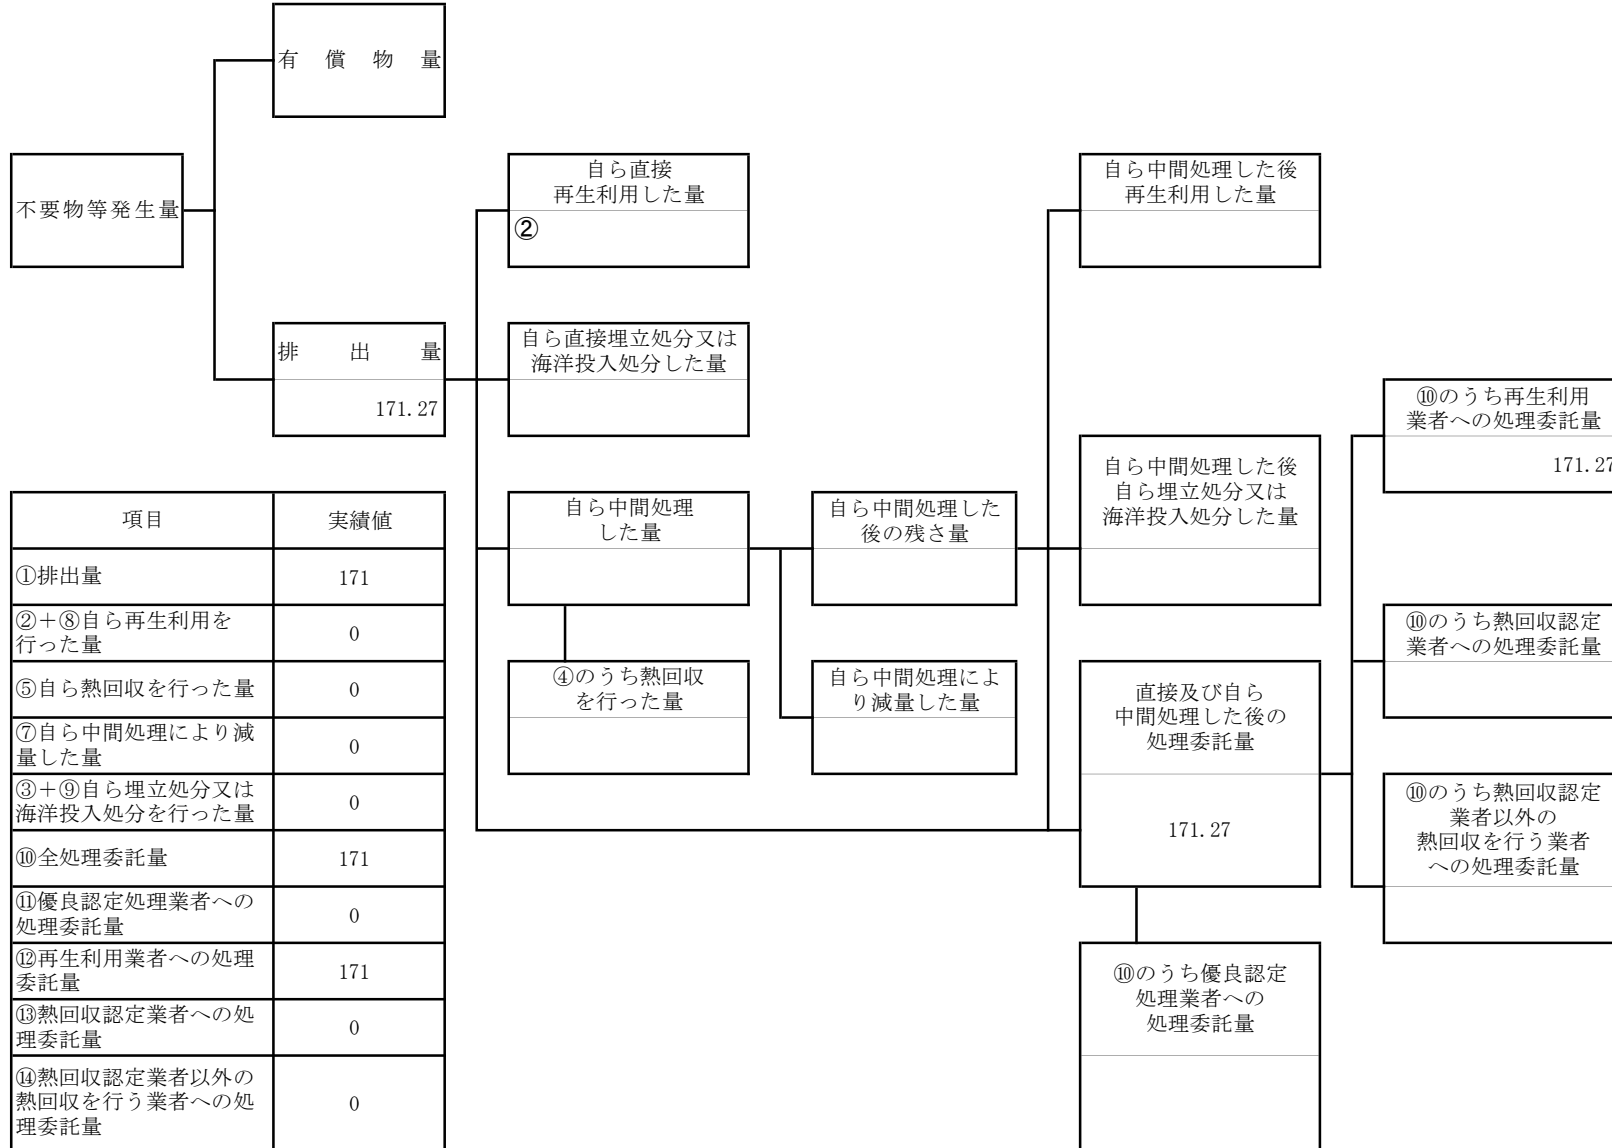 有償物量
不要物等発生量
自ら直接
再生利用した量
②
自ら中間処理した後
再生利用した量
排出量
171.27
自ら直接埋立処分又は
海洋投入処分した量
⑩のうち再生利用
業者への処理委託量
171.27
自ら中間処理
した量
自ら中間処理した
後の残さ量
自ら中間処理した後
自ら埋立処分又は
海洋投入処分した量
④のうち熱回収
を行った量
自ら中間処理によ
り減量した量
直接及び自ら
中間処理した後の
処理委託量
171.27
⑩のうち熱回収認定
業者への処理委託量
⑩のうち熱回収認定
業者以外の
熱回収を行う業者
への処理委託量
⑩のうち優良認定
処理業者への
処理委託量
項目 実績値
①排出量 171
②+⑧自ら再生利用を
行った量 0
⑤自ら熱回収を行った量 0
⑦自ら中間処理により減
量した量 0
③+⑨自ら埋立処分又は
海洋投入処分を行った量 0
⑩全処理委託量 171
⑪優良認定処理業者への
処理委託量 0
⑫再生利用業者への処理
委託量 171
⑬熱回収認定業者への処
理委託量 0
⑭熱回収認定業者以外の
熱回収を行う業者への処
理委託量 0